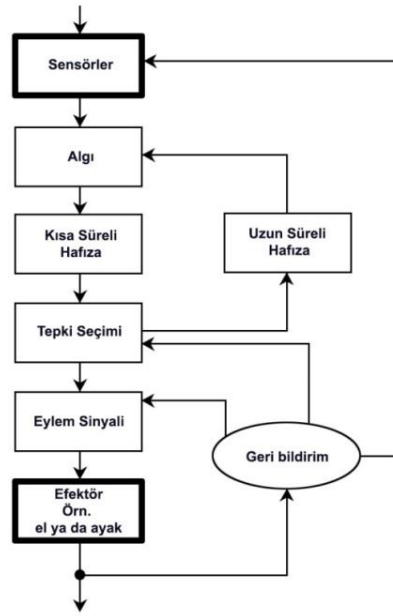 Sensörler
Algı
Kısa Süreli
Hafıza
Uzun Süreli
Hafıza
Tepki Seçimi
Eylem Sinyali
Geri bildirim
Efektör
Örn.
el ya da ayak